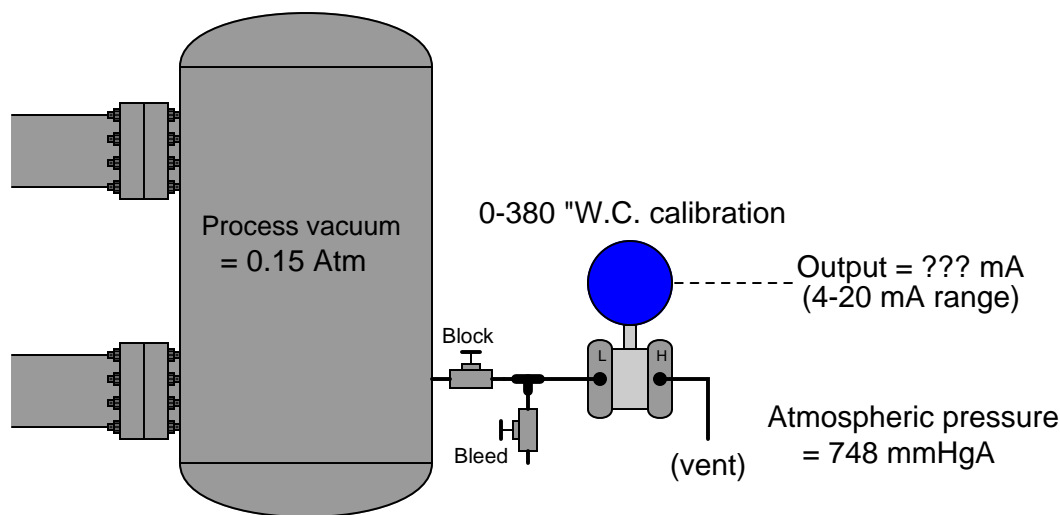 0-380 "W.C. calibration
Process vacuum
= 0.15 Atm
Output = ??? mA
(4-20 mA range)
Block
L
H
Bleed
(vent)
Atmospheric pressure
= 748 mmHgA